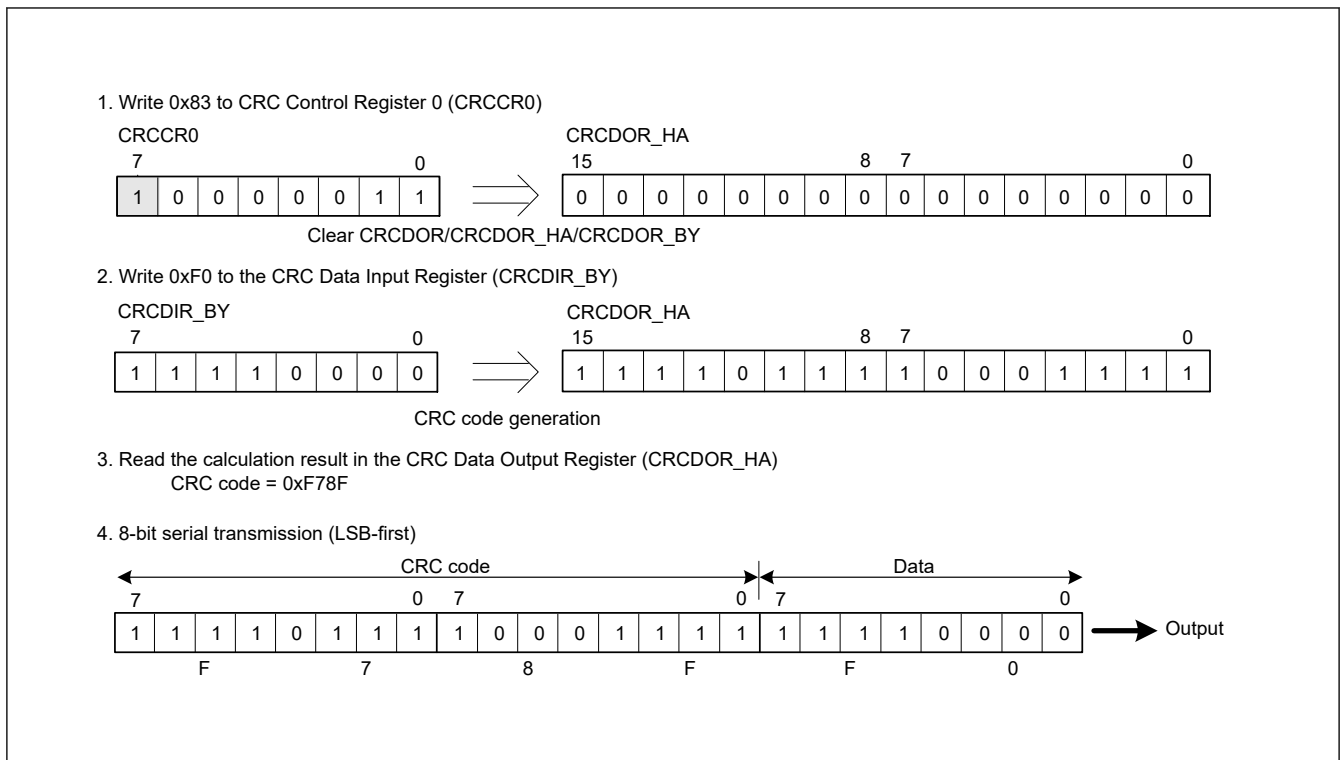 1. Write 0x83 to CRC Control Register 0 (CRCCR0)
CRCCR0 CRCDOR_HA
7 0 15 8 7 0
1 0 0 0 0 0 1 1 0 0 0 0 0 0 0 0 0 0 0 0 0 0 0 0
Clear CRCDOR/CRCDOR_HA/CRCDOR_BY
2. Write 0xF0 to the CRC Data Input Register (CRCDIR_BY)
CRCDIR_BY CRCDOR_HA
7 0 15 8 7 0
1 1 1 1 0 0 0 0 1 1 1 1 0 1 1 1 1 0 0 0 1 1 1 1
CRC code generation
3. Read the calculation result in the CRC Data Output Register (CRCDOR_HA)
CRC code = 0xF78F
4. 8-bit serial transmission (LSB-first)
CRC code Data
7 0 7 0 7 0
1 1 1 1 0 1 1 1 1 0 0 0 1 1 1 1 1 1 1 1 0 0 0 0 Output
F 7 8 F F 0